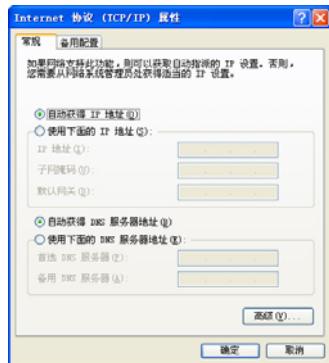 Internet 协议 (TCP/IP) 属性
常规 备用配置
如果网络支持此功能，则可以获取自动指派的 IP 设置。否则，
您需要从网络系统管理员处获得适当的 IP 设置。
自动获得 IP 地址(O)
使用下面的 IP 地址(S):
IP 地址(I):
子网掩码(U):
默认网关(D):
自动获得 DNS 服务器地址(B)
使用下面的 DNS 服务器地址(E):
首选 DNS 服务器(P):
备用 DNS 服务器(A):
高级(V)...
确定 取消